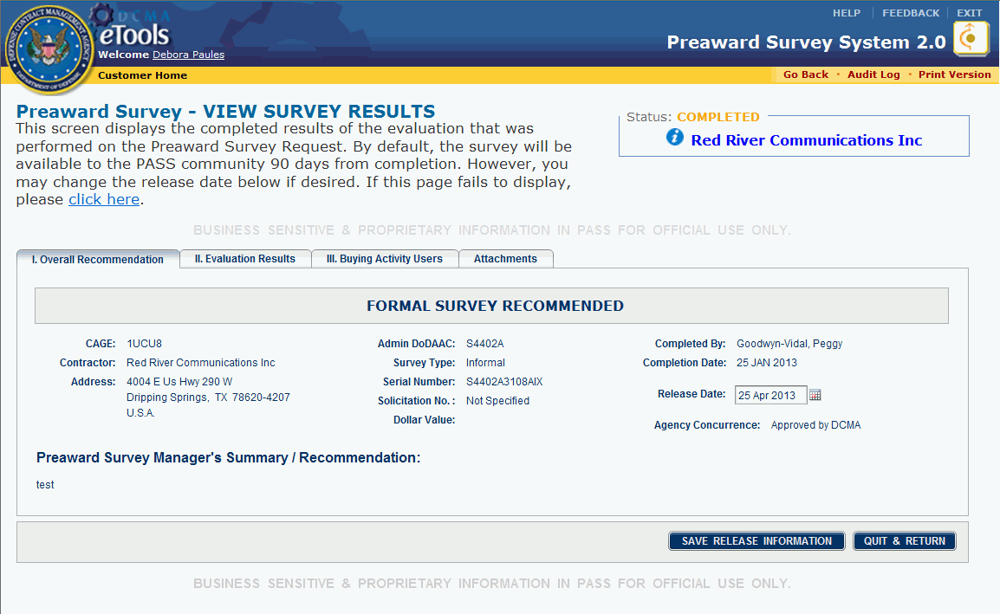 HELP FEEDBACK EXIT
DCMA
eTools
Preaward Survey System 2.0
DEFENSE CONTRACT MANAGEMENT AGENCY
DEPARTMENT OF DEFENSE
Welcome Debora Paules
Customer Home
Go Back · Audit Log · Print Version
Preaward Survey - VIEW SURVEY RESULTS
This screen displays the completed results of the evaluation that was
performed on the Preaward Survey Request. By default, the survey will be
available to the PASS community 90 days from completion. However, you
may change the release date below if desired. If this page fails to display,
please click here.
Status: COMPLETED
Red River Communications Inc
BUSINESS SENSITIVE & PROPRIETARY INFORMATION IN PASS FOR OFFICIAL USE ONLY.
I. Overall Recommendation II. Evaluation Results III. Buying Activity Users Attachments
FORMAL SURVEY RECOMMENDED
CAGE: 1UCU8
Contractor: Red River Communications Inc
Address: 4004 E Us Hwy 290 W
Dripping Springs, TX 78620-4207
U.S.A.
Admin DoDAAC: S4402A
Survey Type: Informal
Serial Number: S4402A3108AIX
Solicitation No. : Not Specified
Dollar Value:
Completed By: Goodwyn-Vidal, Peggy
Completion Date: 25 JAN 2013
Release Date: 25 Apr 2013
Agency Concurrence: Approved by DCMA
Preaward Survey Manager's Summary / Recommendation:
test
SAVE RELEASE INFORMATION QUIT & RETURN
BUSINESS SENSITIVE & PROPRIETARY INFORMATION IN PASS FOR OFFICIAL USE ONLY.